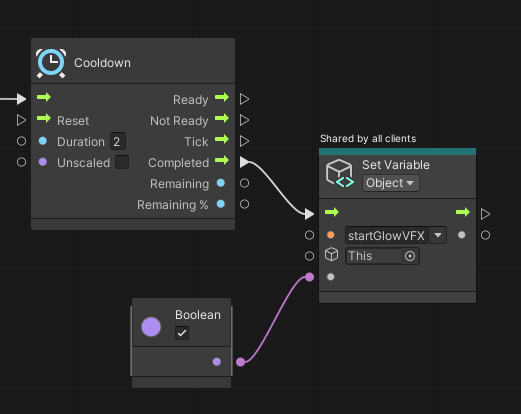 Cooldown
Ready
Reset
Not Ready
Duration 2
Tick
Unscaled
Completed
Remaining
Remaining %
Shared by all clients
Set Variable
Object
startGlowVFX
This
Boolean